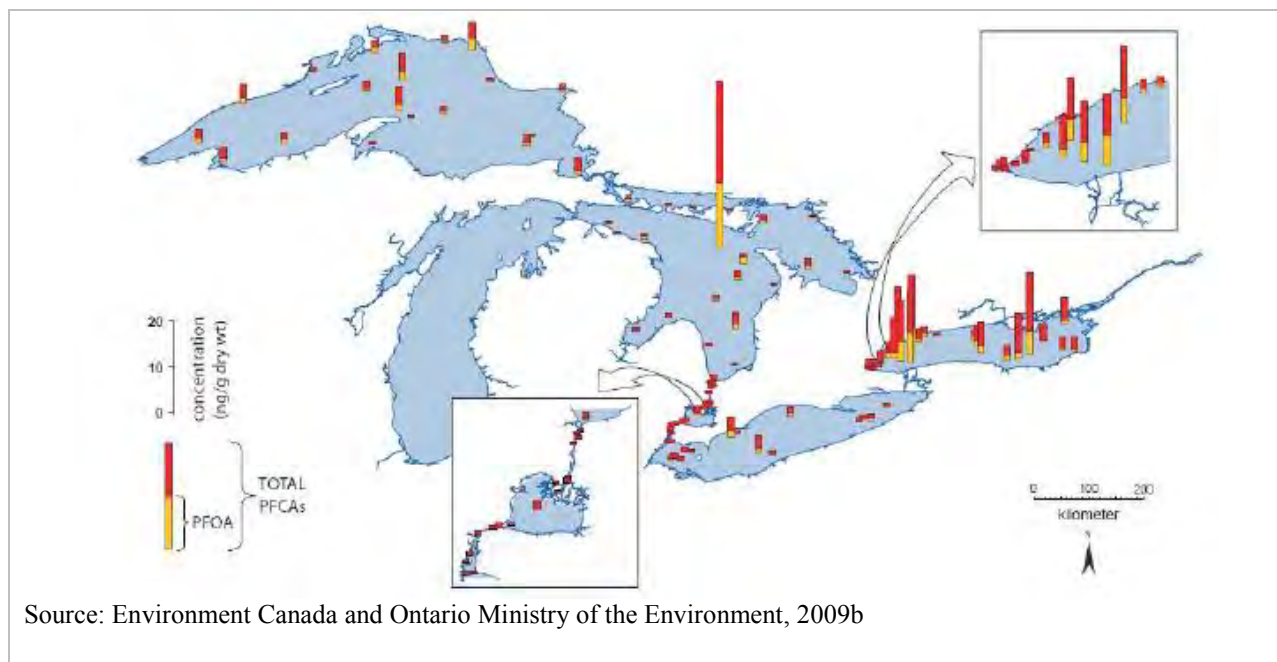 20
10
0
concentration
(ng/g dry wt)
PFOA
TOTAL
PFCAs
0 100 200
kilometer
N
Source: Environment Canada and Ontario Ministry of the Environment, 2009b